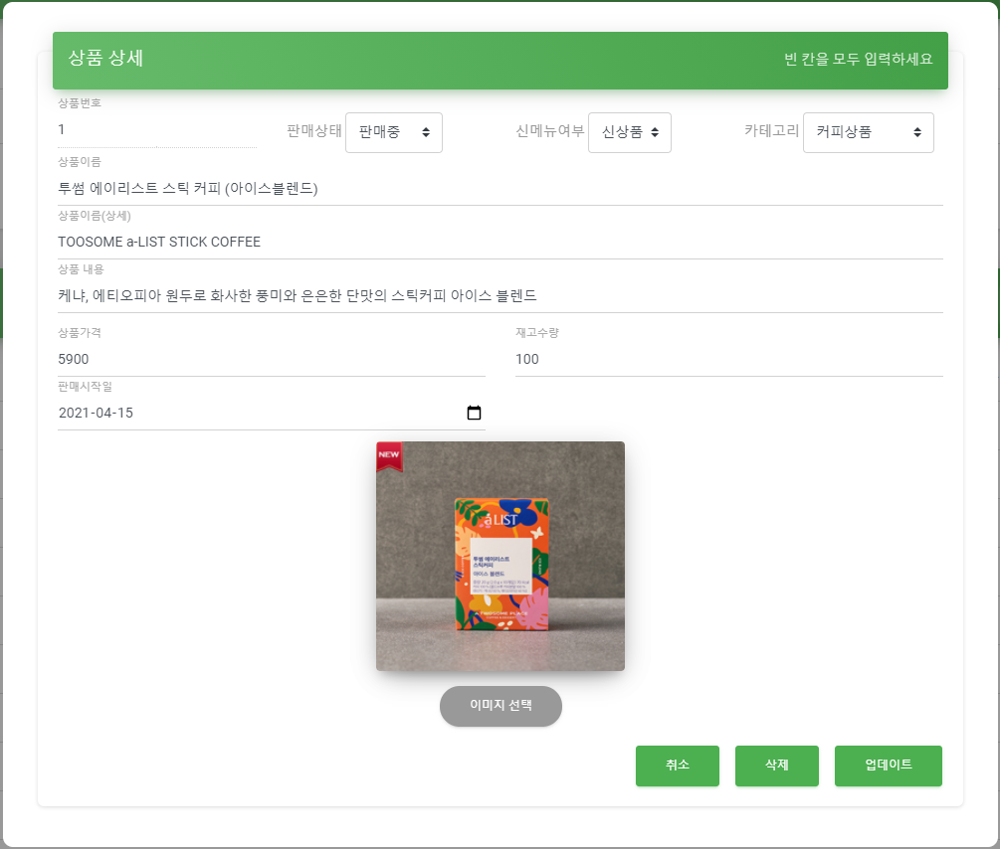 상품 상세
빈 칸을 모두 입력하세요
상품번호
1
판매상태 판매중
신메뉴여부 신상품
카테고리 커피상품
상품이름
투썸 에이리스트 스틱 커피 (아이스블렌드)
상품이름(상세)
TOOSOME a-LIST STICK COFFEE
상품 내용
케냐, 에티오피아 원두로 화사한 풍미와 은은한 단맛의 스틱커피 아이스 블렌드
상품가격
5900
재고수량
100
판매시작일
2021-04-15
NEW
á LIST
투썸 에이리스트
스틱커피
아이스 블렌드
A TWOSOME PLACE
이미지 선택
취소
삭제
업데이트